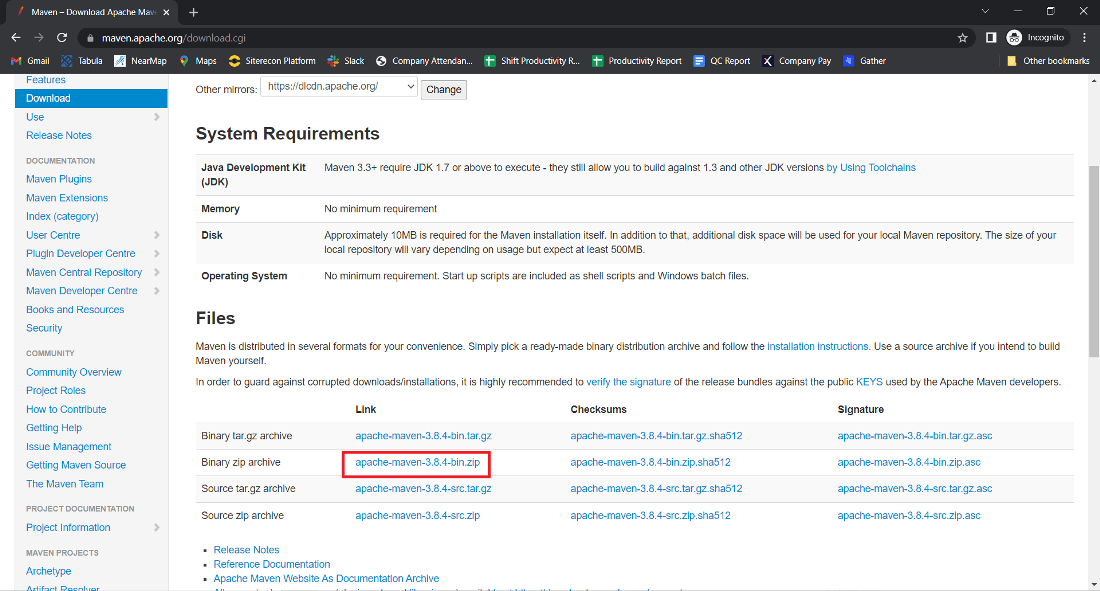 Maven – Download Apache Mav
maven.apache.org/download.cgi
Incognito
Gmail
Tabula
NearMap
Maps
Siterecon Platform
Slack
Company Attendan...
Shift Productivity R...
Productivity Report
QC Report
Company Pay
Gather
Other bookmarks
Features
Download
Use
Release Notes
DOCUMENTATION
Maven Plugins
Maven Extensions
Index (category)
User Centre
Plugin Developer Centre
Maven Central Repository
Maven Developer Centre
Books and Resources
Security
COMMUNITY
Community Overview
Project Roles
How to Contribute
Getting Help
Issue Management
Getting Maven Source
The Maven Team
PROJECT DOCUMENTATION
Project Information
MAVEN PROJECTS
Archetype
Artifact Resolver
Other mirrors: https://dlcdn.apache.org/ Change
System Requirements
Java Development Kit (JDK)
Maven 3.3+ require JDK 1.7 or above to execute - they still allow you to build against 1.3 and other JDK versions by Using Toolchains
Memory No minimum requirement
Disk Approximately 10MB is required for the Maven installation itself. In addition to that, additional disk space will be used for your local Maven repository. The size of your
local repository will vary depending on usage but expect at least 500MB.
Operating System No minimum requirement. Start up scripts are included as shell scripts and Windows batch files.
Files
Maven is distributed in several formats for your convenience. Simply pick a ready-made binary distribution archive and follow the installation instructions. Use a source archive if you intend to build
Maven yourself.
In order to guard against corrupted downloads/installations, it is highly recommended to verify the signature of the release bundles against the public KEYS used by the Apache Maven developers.
Link Checksums Signature
Binary tar.gz archive apache-maven-3.8.4-bin.tar.gz apache-maven-3.8.4-bin.tar.gz.sha512 apache-maven-3.8.4-bin.tar.gz.asc
Binary zip archive apache-maven-3.8.4-bin.zip apache-maven-3.8.4-bin.zip.sha512 apache-maven-3.8.4-bin.zip.asc
Source tar.gz archive apache-maven-3.8.4-src.tar.gz apache-maven-3.8.4-src.tar.gz.sha512 apache-maven-3.8.4-src.tar.gz.asc
Source zip archive apache-maven-3.8.4-src.zip apache-maven-3.8.4-src.zip.sha512 apache-maven-3.8.4-src.zip.asc
Release Notes
Reference Documentation
Apache Maven Website As Documentation Archive